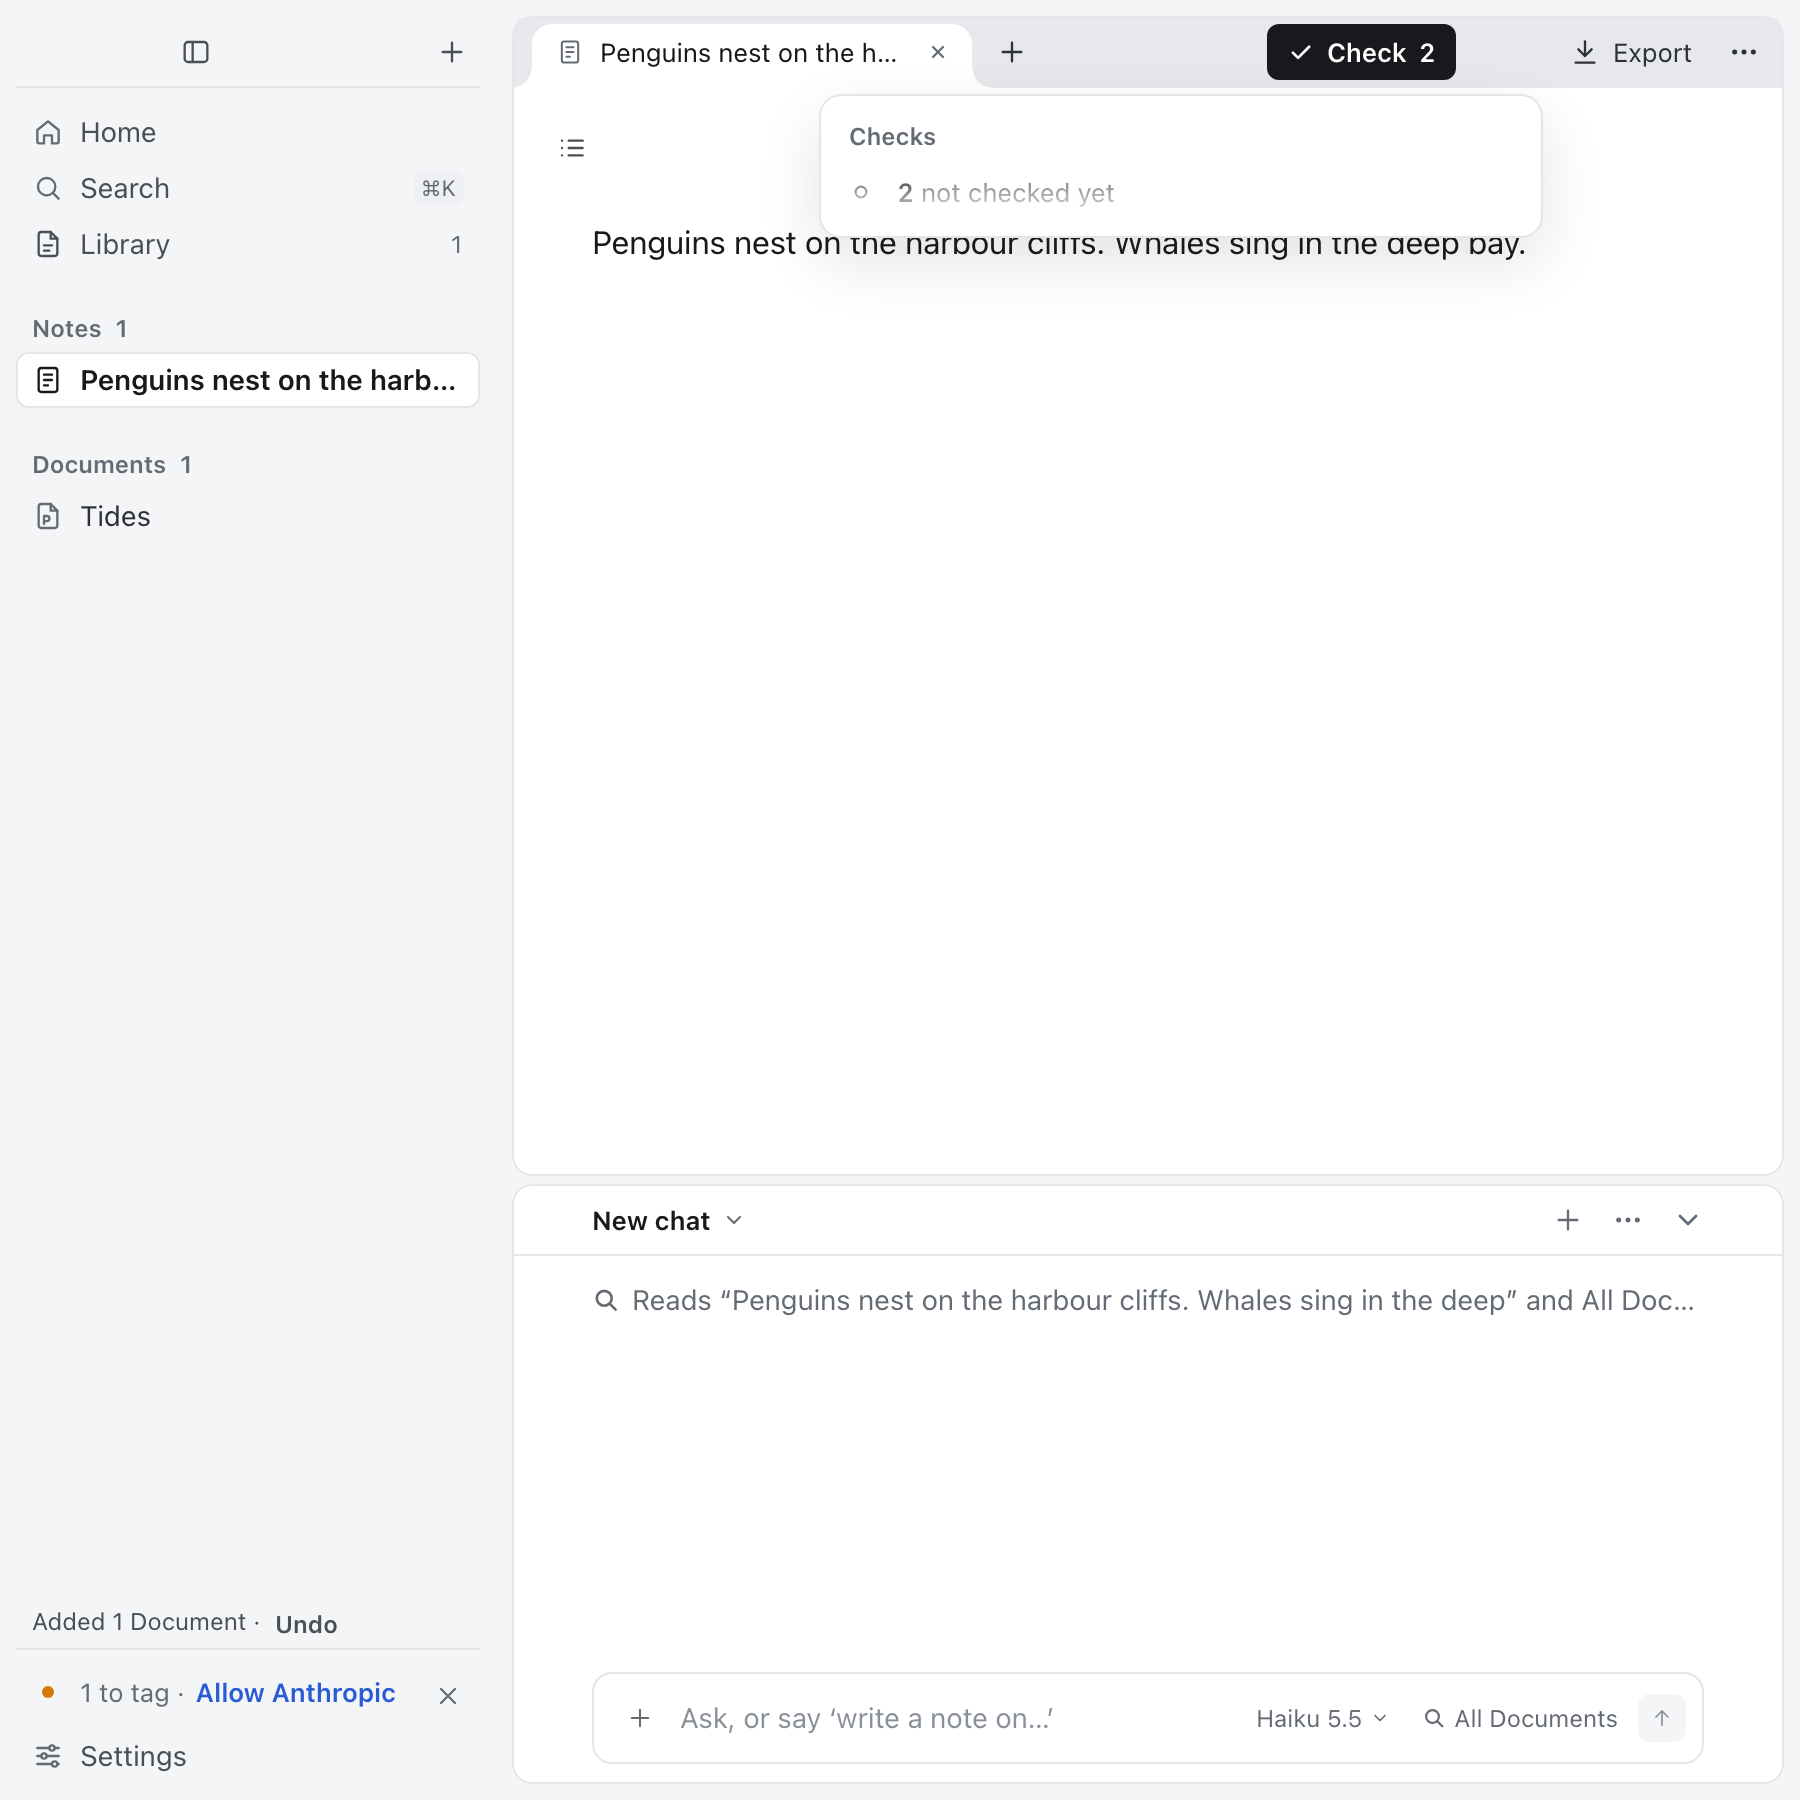 Home
Search ⌘K
Library 1
Notes 1
Penguins nest on the harb...
Documents 1
Tides
Added 1 Document · Undo
1 to tag · Allow Anthropic
Settings
Penguins nest on the h...
Check 2
Export
Checks
2 not checked yet
Penguins nest on the harbour cliffs. Whales sing in the deep bay.
New chat
Reads “Penguins nest on the harbour cliffs. Whales sing in the deep” and All Doc...
Ask, or say ‘write a note on...’
Haiku 5.5
All Documents